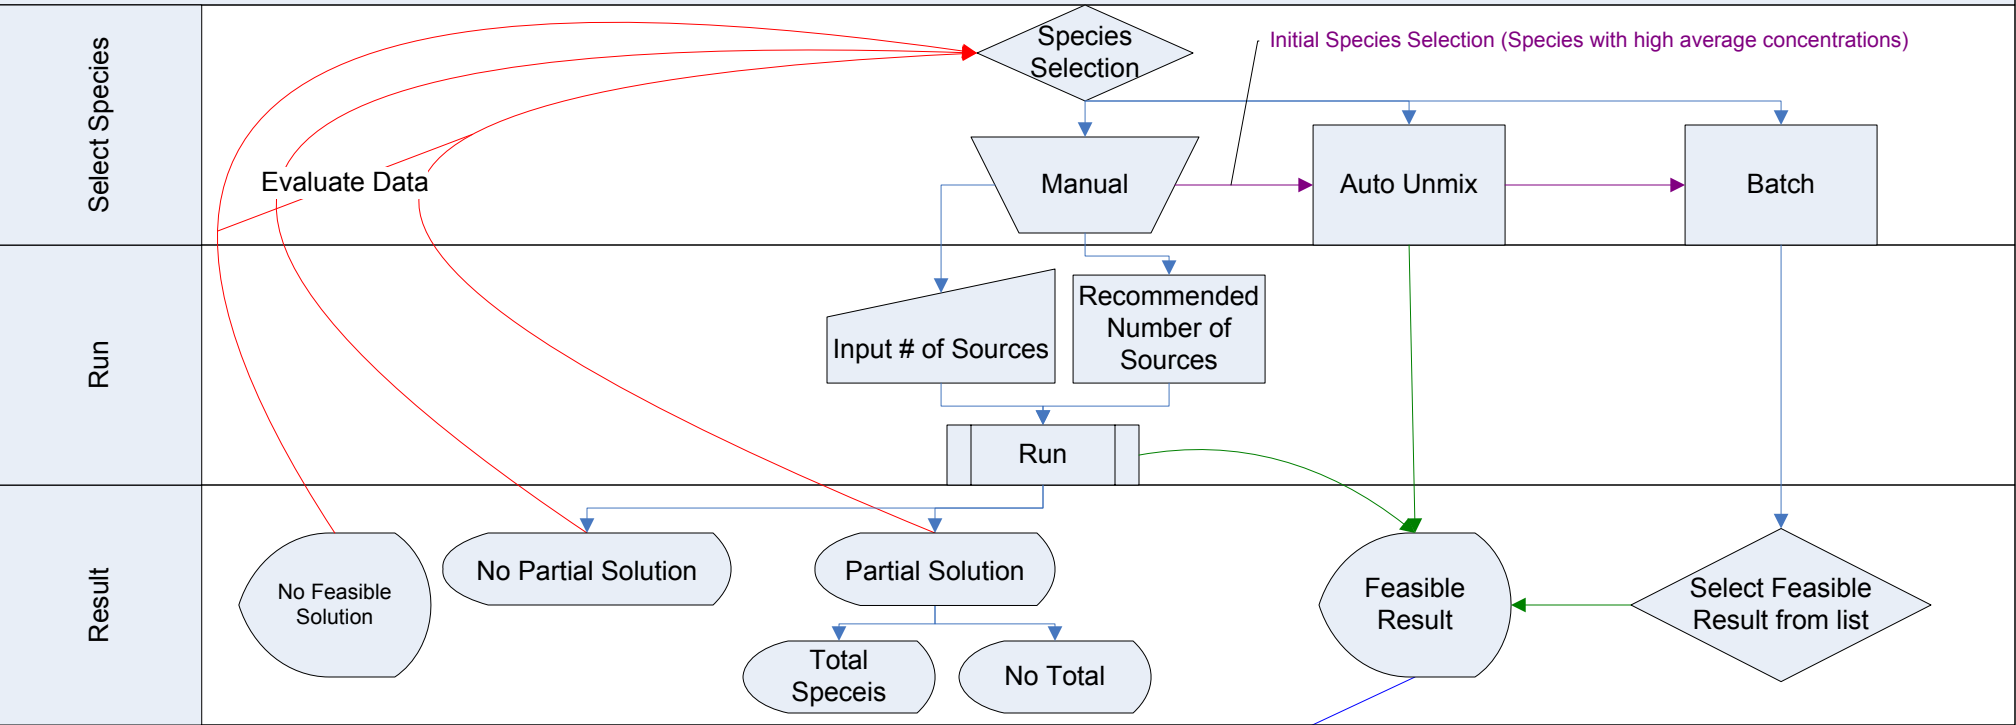 Select Species
Species
Selection
Initial Species Selection (Species with high average concentrations)
Evaluate Data
Manual
Auto Unmix
Batch
Run
Input # of Sources
Recommended
Number of
Sources
Run
Result
No Feasible
Solution
No Partial Solution
Partial Solution
Total
Speceis
No Total
Feasible
Result
Select Feasible
Result from list